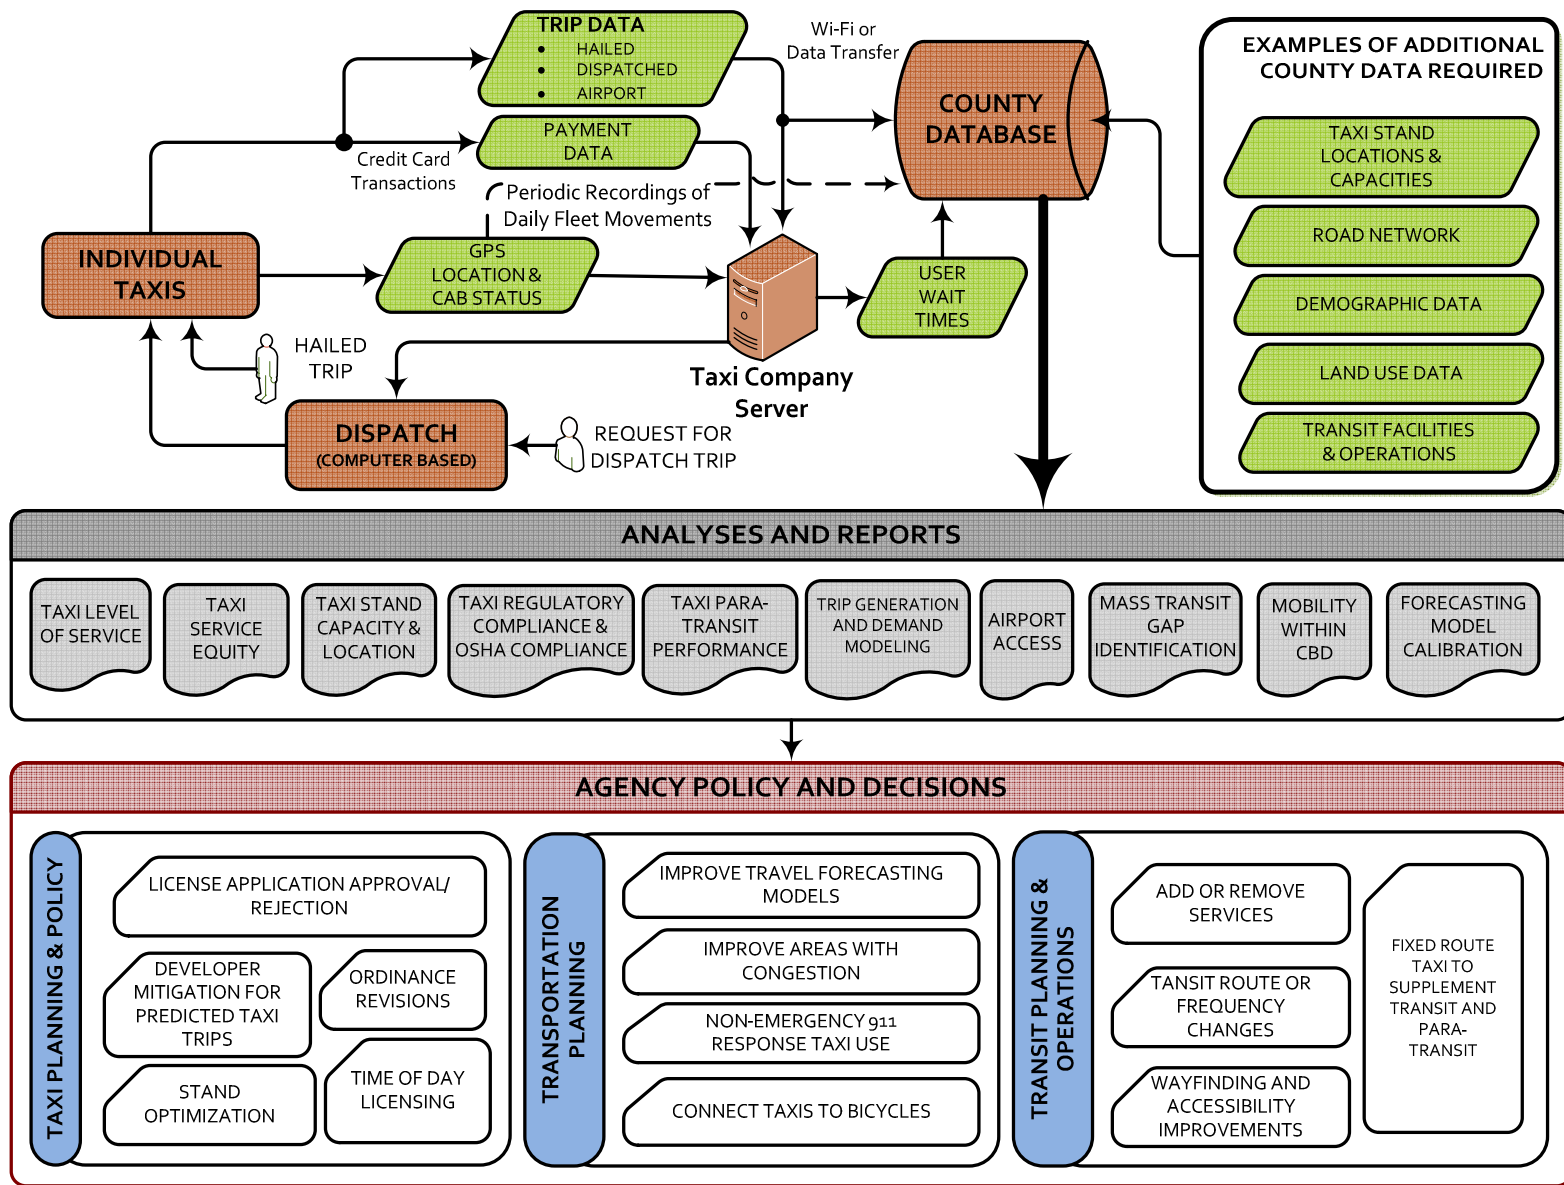 TRIP DATA
• HAILED
• DISPATCHED
• AIRPORT
Wi-Fi or
Data Transfer
COUNTY
DATABASE
EXAMPLES OF ADDITIONAL
COUNTY DATA REQUIRED
TAXI STAND
LOCATIONS &
CAPACITIES
ROAD NETWORK
DEMOGRAPHIC DATA
LAND USE DATA
TRANSIT FACILITIES
& OPERATIONS
PAYMENT
DATA
Credit Card
Transactions
Periodic Recordings of
Daily Fleet Movements
INDIVIDUAL
TAXIS
GPS
LOCATION &
CAB STATUS
USER
WAIT
TIMES
HAILED
TRIP
Taxi Company
Server
DISPATCH
(COMPUTER BASED)
REQUEST FOR
DISPATCH TRIP
ANALYSES AND REPORTS
TAXI LEVEL
OF SERVICE
TAXI
SERVICE
EQUITY
TAXI STAND
CAPACITY &
LOCATION
TAXI REGULATORY
COMPLIANCE &
OSHA COMPLIANCE
TAXI PARA-
TRANSIT
PERFORMANCE
TRIP GENERATION
AND DEMAND
MODELING
AIRPORT
ACCESS
MASS TRANSIT
GAP
IDENTIFICATION
MOBILITY
WITHIN
CBD
FORECASTING
MODEL
CALIBRATION
AGENCY POLICY AND DECISIONS
TAXI PLANNING & POLICY
LICENSE APPLICATION APPROVAL/
REJECTION
DEVELOPER
MITIGATION FOR
PREDICTED TAXI
TRIPS
ORDINANCE
REVISIONS
STAND
OPTIMIZATION
TIME OF DAY
LICENSING
TRANSPORTATION
PLANNING
IMPROVE TRAVEL FORECASTING
MODELS
IMPROVE AREAS WITH
CONGESTION
NON-EMERGENCY 911
RESPONSE TAXI USE
CONNECT TAXIS TO BICYCLES
TRANSIT PLANNING &
OPERATIONS
ADD OR REMOVE
SERVICES
TANSIT ROUTE OR
FREQUENCY
CHANGES
WAYFINDING AND
ACCESSIBILITY
IMPROVEMENTS
FIXED ROUTE
TAXI TO
SUPPLEMENT
TRANSIT AND
PARA-
TRANSIT